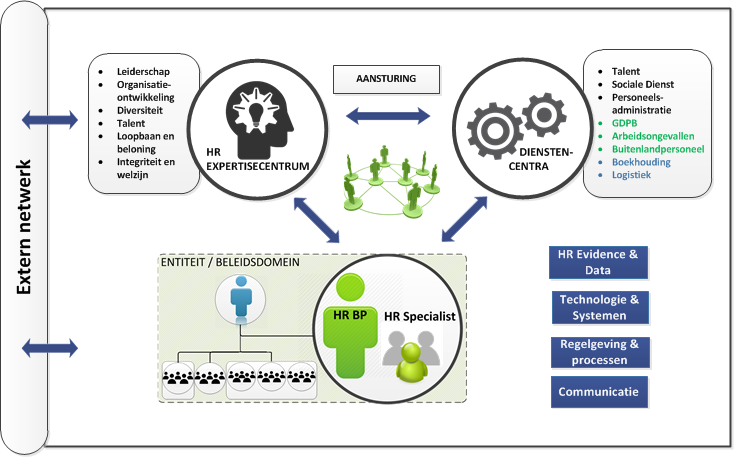 Extern netwerk
Leiderschap
Organisatie-
ontwikkeling
Diversiteit
Talent
Loopbaan en
beloning
Integriteit en
welzijn
HR
EXPERTISECENTRUM
AANSTURING
DIENSTEN-
CENTRA
Talent
Sociale Dienst
Personeels-
administratie
GDPB
Arbeidsongevallen
Buitenlandpersoneel
Boekhouding
Logistiek
ENTITEIT / BELEIDSDOMEIN
HR BP
HR Specialist
HR Evidence &
Data
Technologie &
Systemen
Regelgeving &
processen
Communicatie